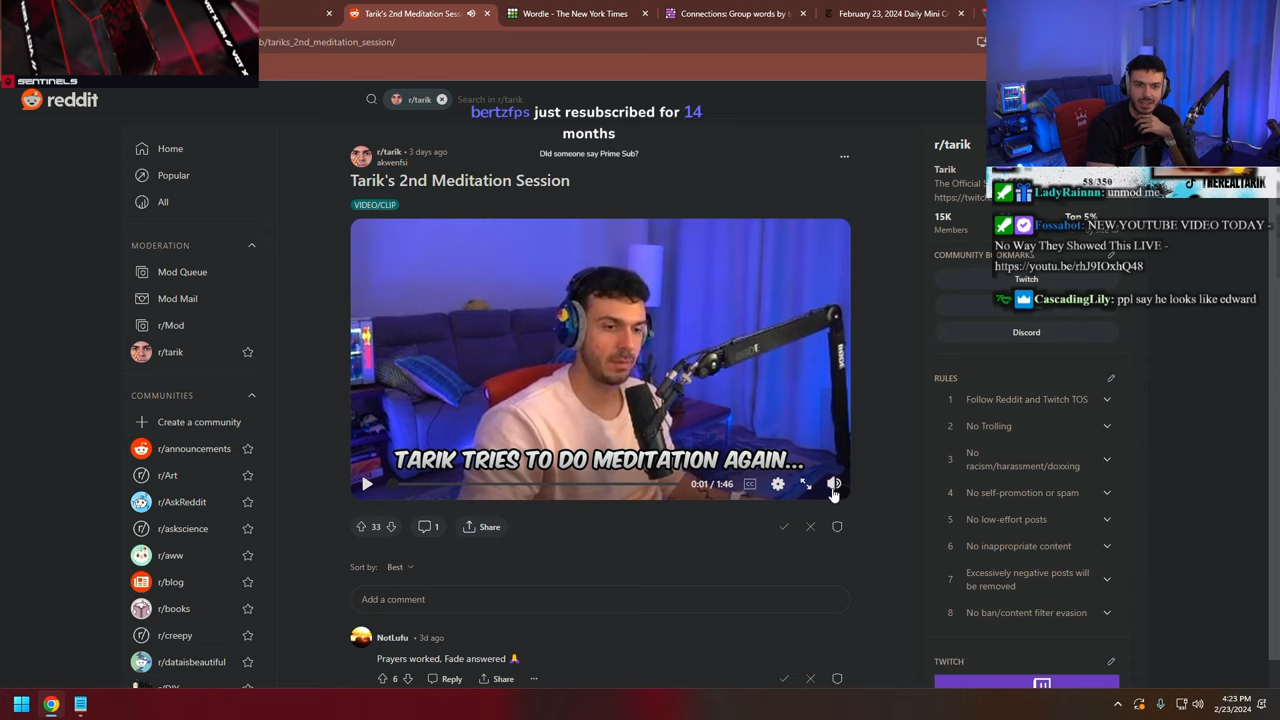 Tarik's 2nd Meditation Sess
Wordle - The New York Times
Connections: Group words by
February 23, 2024 Daily Mini C
b/tariks_2nd_meditation_session/
SENTINELS
reddit
r/tarik
Search in r/tarik
bertzfps just resubscribed for 14
months
DId someone say Prime Sub?
Home
Popular
All
MODERATION
Mod Queue
Mod Mail
r/Mod
r/tarik
COMMUNITIES
Create a community
r/announcements
r/Art
r/AskReddit
r/askscience
r/aww
r/blog
r/books
r/creepy
r/dataisbeautiful
r/tarik • 3 days ago
akwenfsi
Tarik's 2nd Meditation Session
VIDEO/CLIP
TARIK TRIES TO DO MEDITATION AGAIN...
0:01 / 1:46
CC
33
1
Share
Sort by: Best
Add a comment
NotLufu • 3d ago
Prayers worked, Fade answered 🙏
6
Reply
Share
r/tarik
Tarik
The Official S
https://twitch
15K
Members
Top 5%
COMMUNITY BOOKMARKS
Twitch
Discord
RULES
1 Follow Reddit and Twitch TOS
2 No Trolling
3 No
racism/harassment/doxxing
4 No self-promotion or spam
5 No low-effort posts
6 No inappropriate content
7 Excessively negative posts will
be removed
8 No ban/content filter evasion
TWITCH
58/350
THEREALTARIK
LadyRainnn: unmod me
Fossabot: NEW YOUTUBE VIDEO TODAY -
No Way They Showed This LIVE -
https://youtu.be/rhJ9IOxhQ48
CascadingLily: ppl say he looks like edward
4:23 PM
2/23/2024